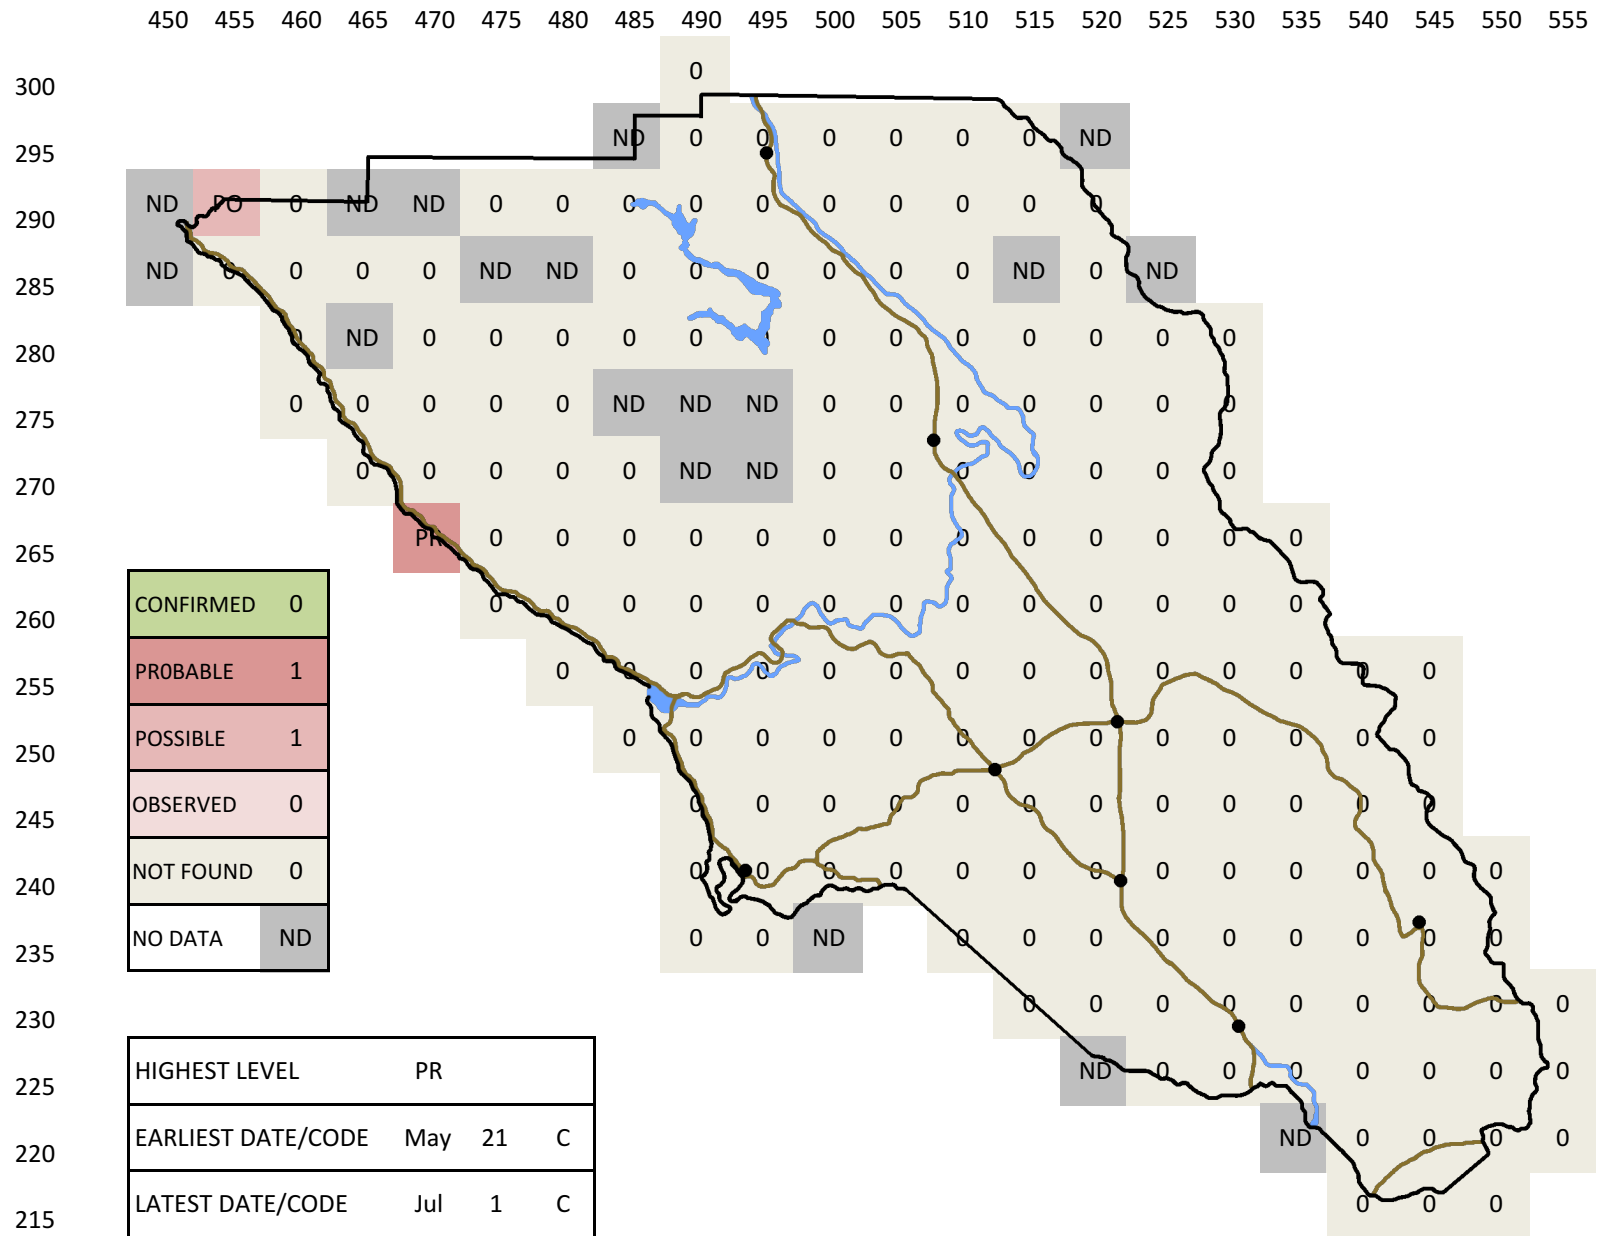 450 455 460 465 470 475 480 485 490 495 500 505 510 515 520 525 530 535 540 545 550 555
300 0
295 ND 0 0 0 0 0 0 ND
290 ND PO 0 ND ND 0 0 0 0 0 0 0 0 0 0
285 ND 0 0 0 0 ND ND 0 0 0 0 0 0 ND 0 ND
280 0 ND 0 0 0 0 0 0 0 0 0 0 0 0 0
275 0 0 0 0 0 ND ND ND 0 0 0 0 0 0 0
270 0 0 0 0 0 ND ND 0 0 0 0 0 0 0
265 PR 0 0 0 0 0 0 0 0 0 0 0 0 0
260 0 0 0 0 0 0 0 0 0 0 0 0 0
255 0 0 0 0 0 0 0 0 0 0 0 0 0 0
250 0 0 0 0 0 0 0 0 0 0 0 0 0
245 0 0 0 0 0 0 0 0 0 0 0 0
240 0 0 0 0 0 0 0 0 0 0 0 0 0
235 0 0 ND 0 0 0 0 0 0 0 0 0
230 0 0 0 0 0 0 0 0 0
225 ND 0 0 0 0 0 0 0
220 ND 0 0 0 0
215 0 0 0
CONFIRMED 0
PR0BABLE 1
POSSIBLE 1
OBSERVED 0
NOT FOUND 0
NO DATA ND
HIGHEST LEVEL PR
EARLIEST DATE/CODE May 21 C
LATEST DATE/CODE Jul 1 C